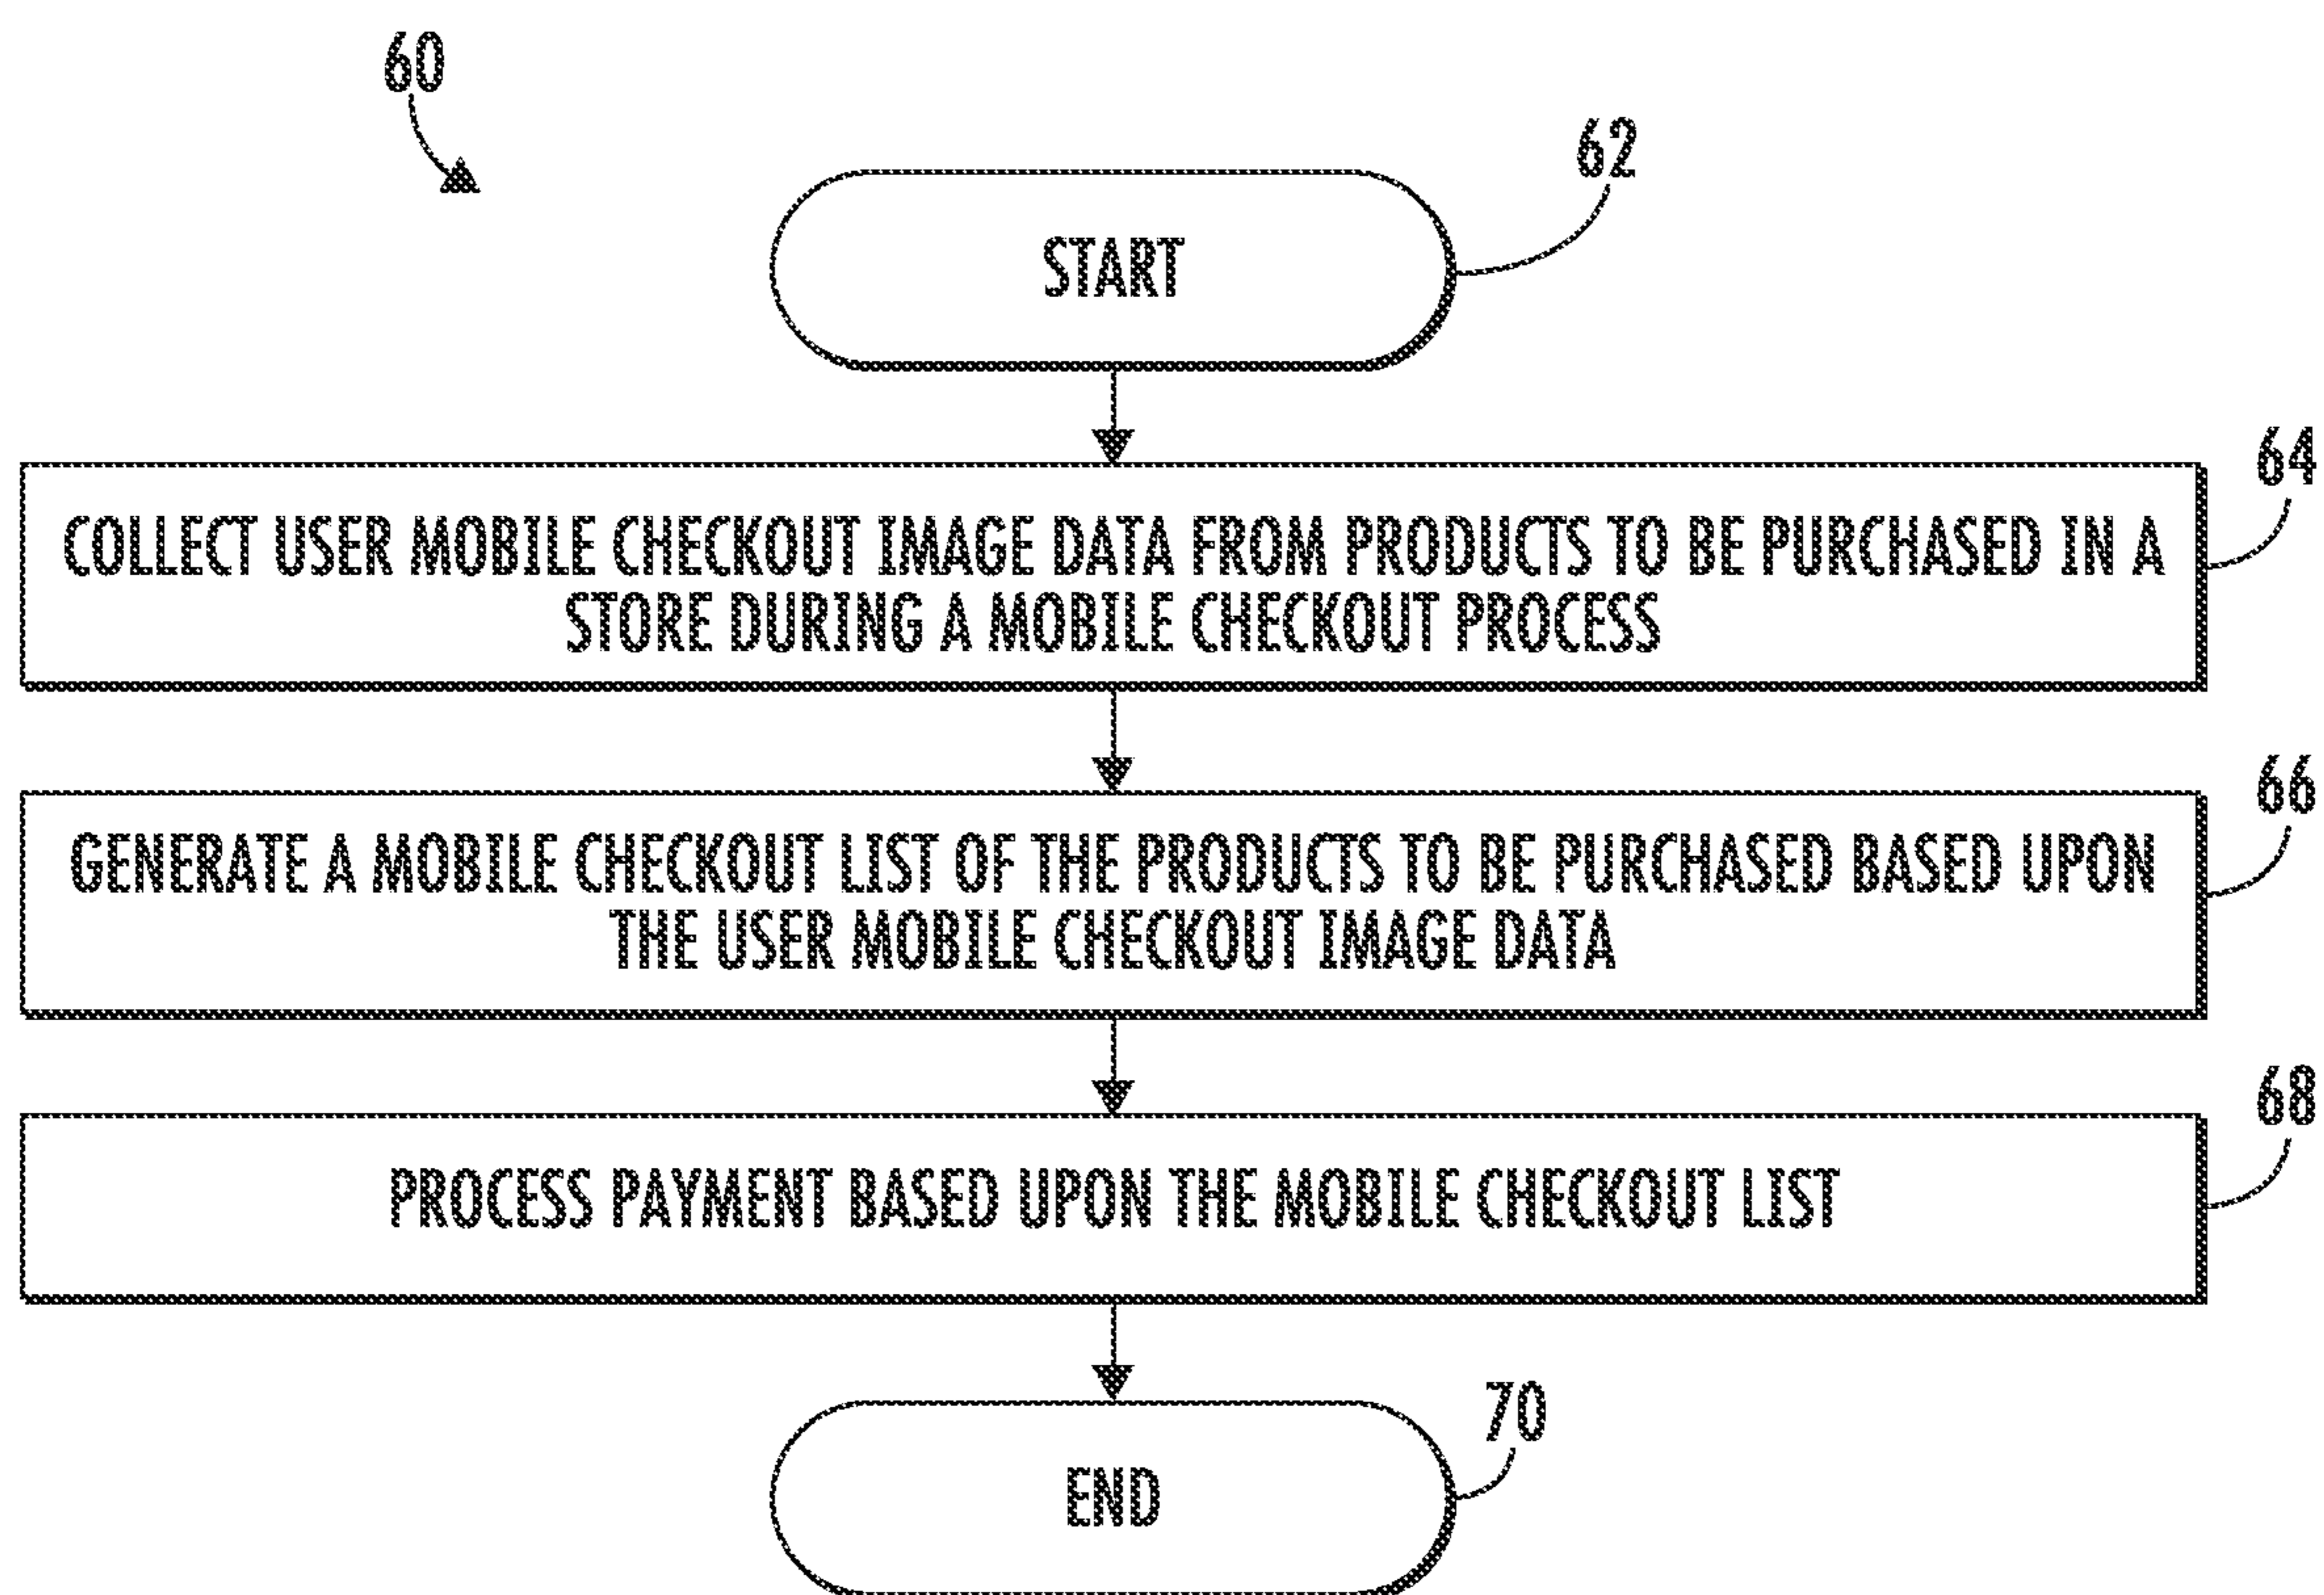 60
62
START
64
COLLECT USER MOBILE CHECKOUT IMAGE DATA FROM PRODUCTS TO BE PURCHASED IN A
STORE DURING A MOBILE CHECKOUT PROCESS
66
GENERATE A MOBILE CHECKOUT LIST OF THE PRODUCTS TO BE PURCHASED BASED UPON
THE USER MOBILE CHECKOUT IMAGE DATA
68
PROCESS PAYMENT BASED UPON THE MOBILE CHECKOUT LIST
70
END